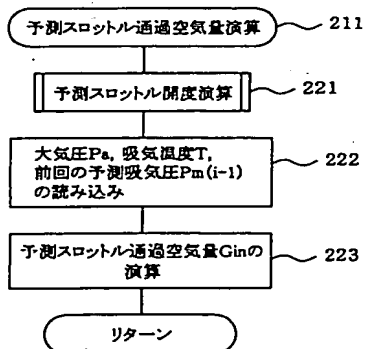 予測スロットル通過空気量演算
211
予測スロットル開度演算
221
大気圧Pa, 吸気温度T,
前回の予測吸気圧Pm(i-1)
の読み込み
222
予測スロットル通過空気量Ginの
演算
223
リターン